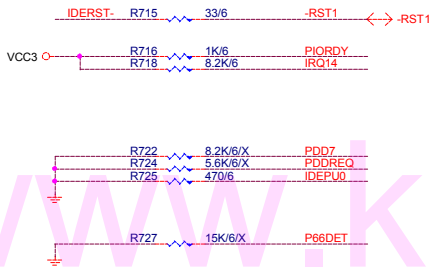 IDERST- R715 33/6 -RST1 -RST1
R716 1K/6 PIORDY
VCC3
R718 8.2K/6 IRQ14
R722 8.2K/6/X PDD7
R724 5.6K/6/X PDDREQ
R725 470/6 IDEPU0
www.k
R727 15K/6/X P66DET